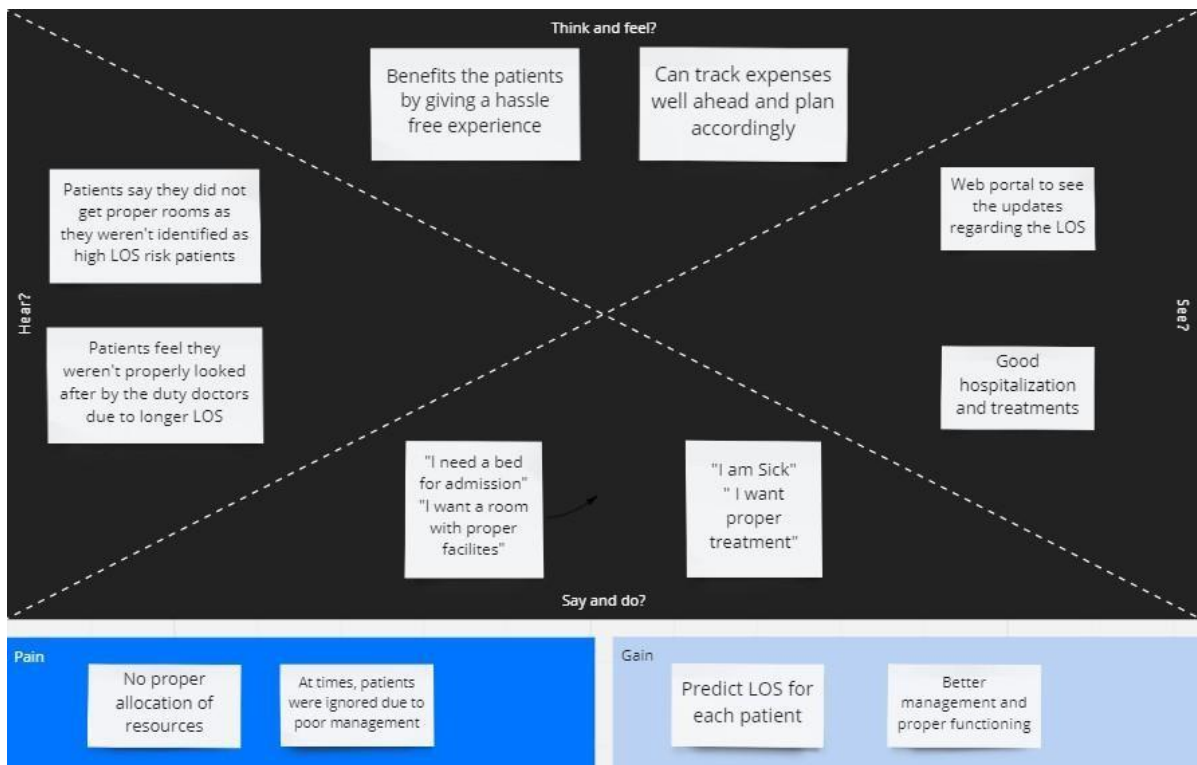 Think and feel?
Benefits the patients
by giving a hassle
free experience
Can track expenses
well ahead and plan
accordingly
Patients say they did not
get proper rooms as
they weren't identified as
high LOS risk patients
Web portal to see
the updates
regarding the LOS
Hear?
See?
Patients feel they
weren't properly looked
after by the duty doctors
due to longer LOS
Good
hospitalization
and treatments
"I need a bed
for admission"
"I want a room
with proper
facilites"
"I am Sick"
" I want
proper
treatment"
Say and do?
Pain
No proper
allocation of
resources
At times, patients
were ignored due to
poor management
Gain
Predict LOS for
each patient
Better
management and
proper functioning